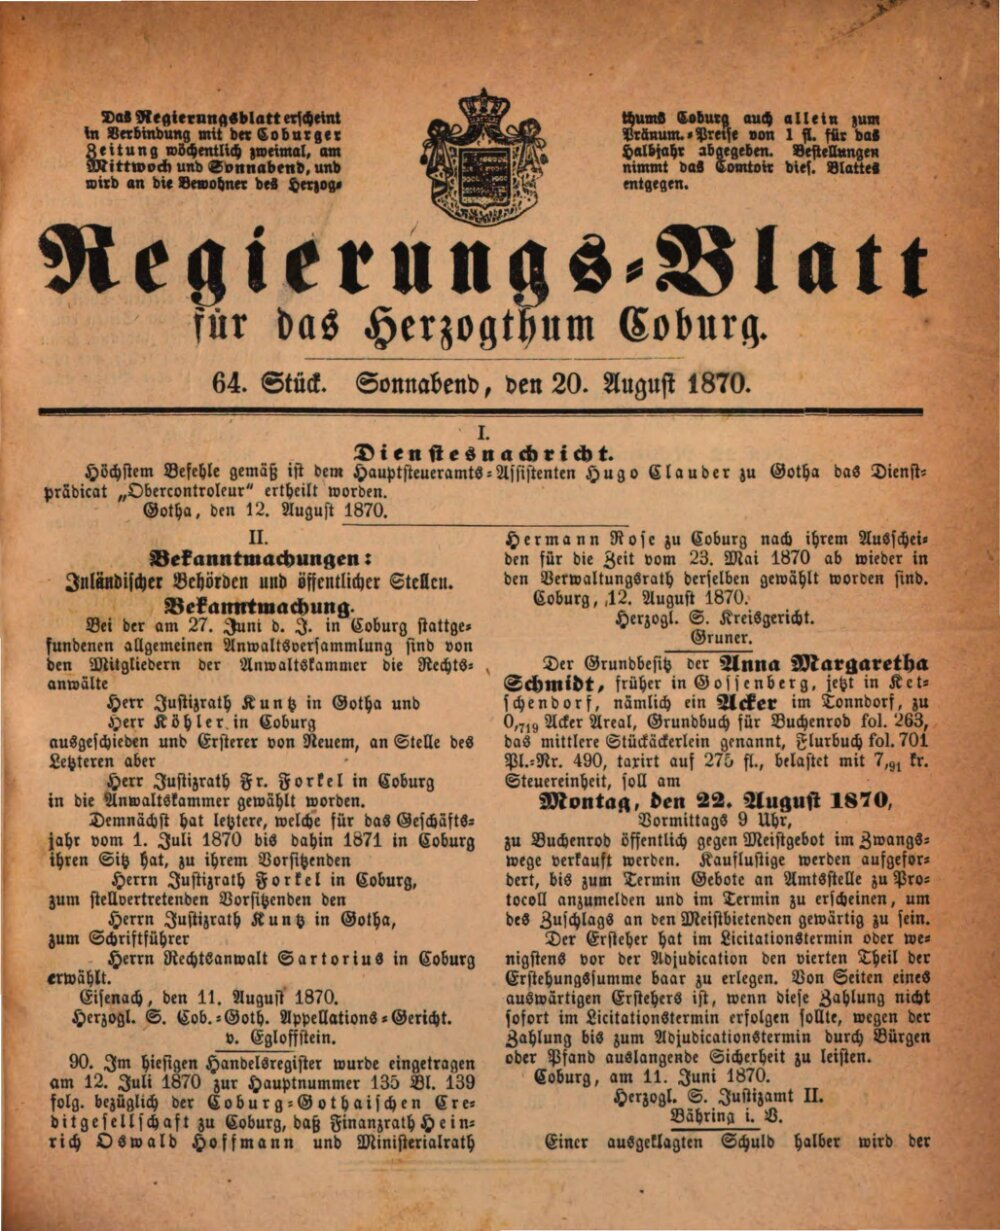 Das Regierungsblatt erscheint
in Verbindung mit der Coburger
Zeitung wöchentlich zweimal, am
Mittwoch und Sonnabend, und
wird an die Bewohner des Herzog-
thums Coburg auch allein zum
Pränum.-Preise von 1 fl. für das
Halbjahr abgegeben. Bestellungen
nimmt das Comtoir dies. Blattes
entgegen.
Regierungs-Blatt
für das Herzogthum Coburg.
64. Stück. Sonnabend, den 20. August 1870.
I.
Dienstesnachricht.
Höchstem Befehle gemäß ist dem Hauptsteueramts-Assistenten Hugo Clauder zu Gotha das Dienst-
prädicat „Obercontroleur“ ertheilt worden.
Gotha, den 12. August 1870.
II.
Bekanntmachungen:
Inländischer Behörden und öffentlicher Stellen.
Bekanntmachung.
Bei der am 27. Juni d. J. in Coburg stattge-
fundenen allgemeinen Anwaltsversammlung sind von
den Mitgliedern der Anwaltskammer die Rechts-
anwälte
Herr Justizrath Kuntz in Gotha und
Herr Köhler in Coburg
ausgeschieden und Ersterer von Neuem, an Stelle des
Letzteren aber
Herr Justizrath Fr. Forkel in Coburg
in die Anwaltskammer gewählt worden.
Demnächst hat letztere, welche für das Geschäfts-
jahr vom 1. Juli 1870 bis dahin 1871 in Coburg
ihren Sitz hat, zu ihrem Vorsitzenden
Herrn Justizrath Forkel in Coburg,
zum stellvertretenden Vorsitzenden den
Herrn Justizrath Kuntz in Gotha,
zum Schriftführer
Herrn Rechtsanwalt Sartorius in Coburg
erwählt.
Eisenach, den 11. August 1870.
Herzogl. S. Cob.-Goth. Appellations-Gericht.
v. Egloffstein.
90. Im hiesigen Handelsregister wurde eingetragen
am 12. Juli 1870 zur Hauptnummer 135 Bl. 139
folg. bezüglich der Coburg-Gothaischen Cre-
ditgesellschaft zu Coburg, daß Finanzrath Hein-
rich Oswald Hoffmann und Ministerialrath
Hermann Rose zu Coburg nach ihrem Ausschei-
den für die Zeit vom 23. Mai 1870 ab wieder in
den Verwaltungsrath derselben gewählt worden sind.
Coburg, 12. August 1870.
Herzogl. S. Kreisgericht.
Gruner.
Der Grundbesitz der Anna Margaretha
Schmidt, früher in Gossenberg, jetzt in Ket-
schendorf, nämlich ein Acker im Tonndorf, zu
0,719 Acker Areal, Grundbuch für Buchenrod fol. 263,
das mittlere Stückäckerlein genannt, Flurbuch fol. 701
Pl.-Nr. 490, taxirt auf 275 fl., belastet mit 7,91 kr.
Steuereinheit, soll am
Montag, den 22. August 1870,
Vormittags 9 Uhr,
zu Buchenrod öffentlich gegen Meistgebot im Zwangs-
wege verkauft werden. Kauflustige werden aufgefor-
dert, bis zum Termin Gebote an Amtsstelle zu Pro-
tocoll anzumelden und im Termin zu erscheinen, um
des Zuschlags an den Meistbietenden gewärtig zu sein.
Der Ersteher hat im Licitationstermin oder we-
nigstens vor der Adjudication den vierten Theil der
Erstehungssumme baar zu erlegen. Von Seiten eines
auswärtigen Erstehers ist, wenn diese Zahlung nicht
sofort im Licitationstermin erfolgen sollte, wegen der
Zahlung bis zum Adjudicationstermin durch Bürgen
oder Pfand auslangende Sicherheit zu leisten.
Coburg, am 11. Juni 1870.
Herzogl. S. Justizamt II.
Bähring i. V.
Einer ausgeklagten Schuld halber wird der